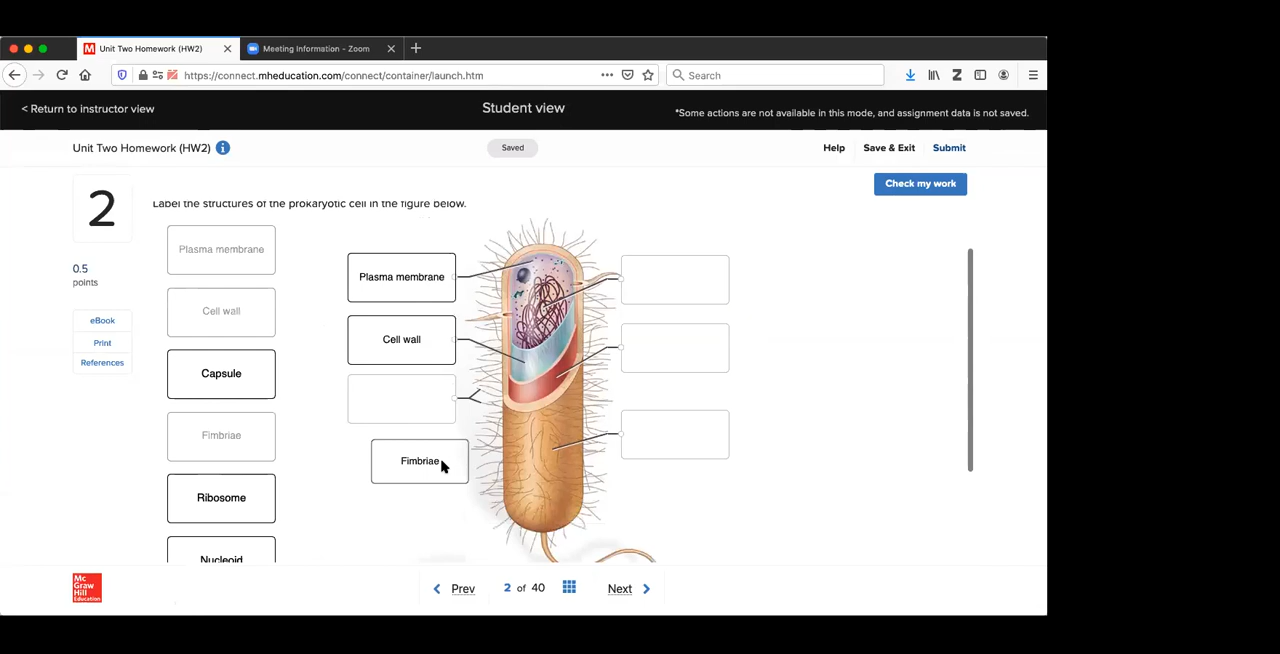 Unit Two Homework (HW2)
Meeting Information - Zoom
https://connect.mheducation.com/connect/container/launch.htm
Search
< Return to instructor view
Student view
*Some actions are not available in this mode, and assignment data is not saved.
Unit Two Homework (HW2)
Saved
Help
Save & Exit
Submit
Check my work
2
0.5
points
eBook
Print
References
Label the structures of the prokaryotic cell in the figure below.
Plasma membrane
Cell wall
Capsule
Fimbriae
Ribosome
Nucleoid
Plasma membrane
Cell wall
Fimbriae
Mc
Graw
Hill
Education
Prev
2 of 40
Next